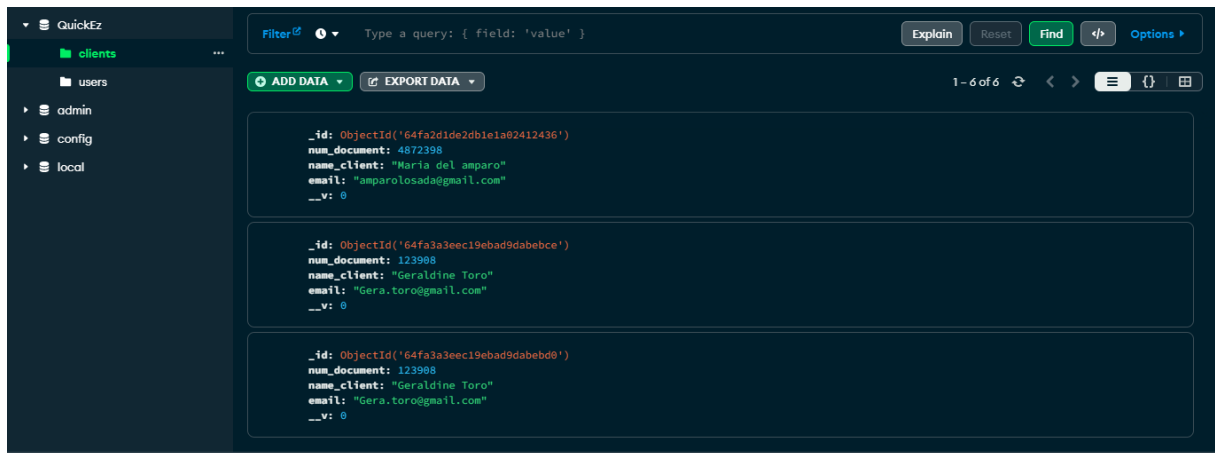 QuickEz
clients ...
users
admin
config
local
Filter Type a query: { field: 'value' } Explain Reset Find </> Options
ADD DATA EXPORT DATA 1 – 6 of 6 {}
_id: ObjectId('64fa2d1de2db1e1a02412436')
num_document: 4872398
name_client: "Maria del amparo"
email: "amparolosada@gmail.com"
__v: 0
_id: ObjectId('64fa3a3eec19ebad9dabebce')
num_document: 123908
name_client: "Geraldine Toro"
email: "Gera.toro@gmail.com"
__v: 0
_id: ObjectId('64fa3a3eec19ebad9dabebd0')
num_document: 123908
name_client: "Geraldine Toro"
email: "Gera.toro@gmail.com"
__v: 0